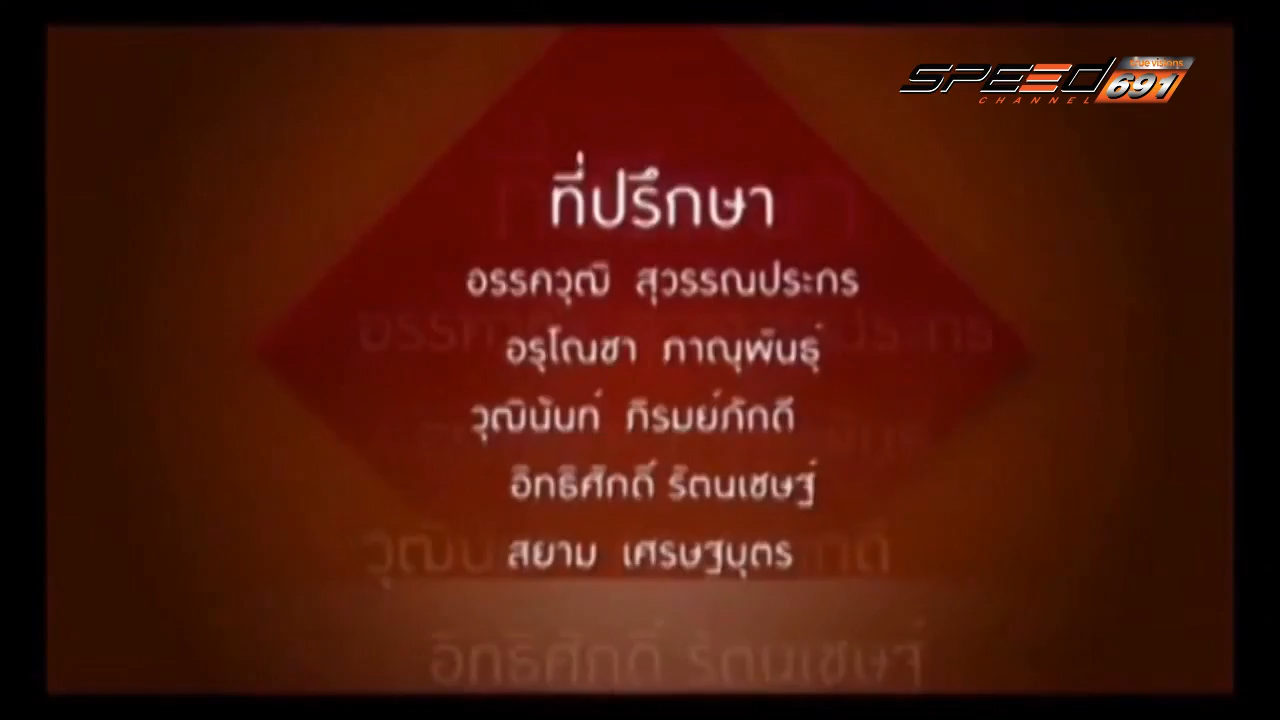 true visions
SPEED 691
CHANNEL
ที่ปรึกษา
อรรควุฒิ สุวรรณประกร
อรุโณชา ภาณุพันธุ์
วุฒินันท์ ภิรมย์ภักดี
อิทธิศักดิ์ รัตนเชษฐ์
สยาม เศรษฐบุตร